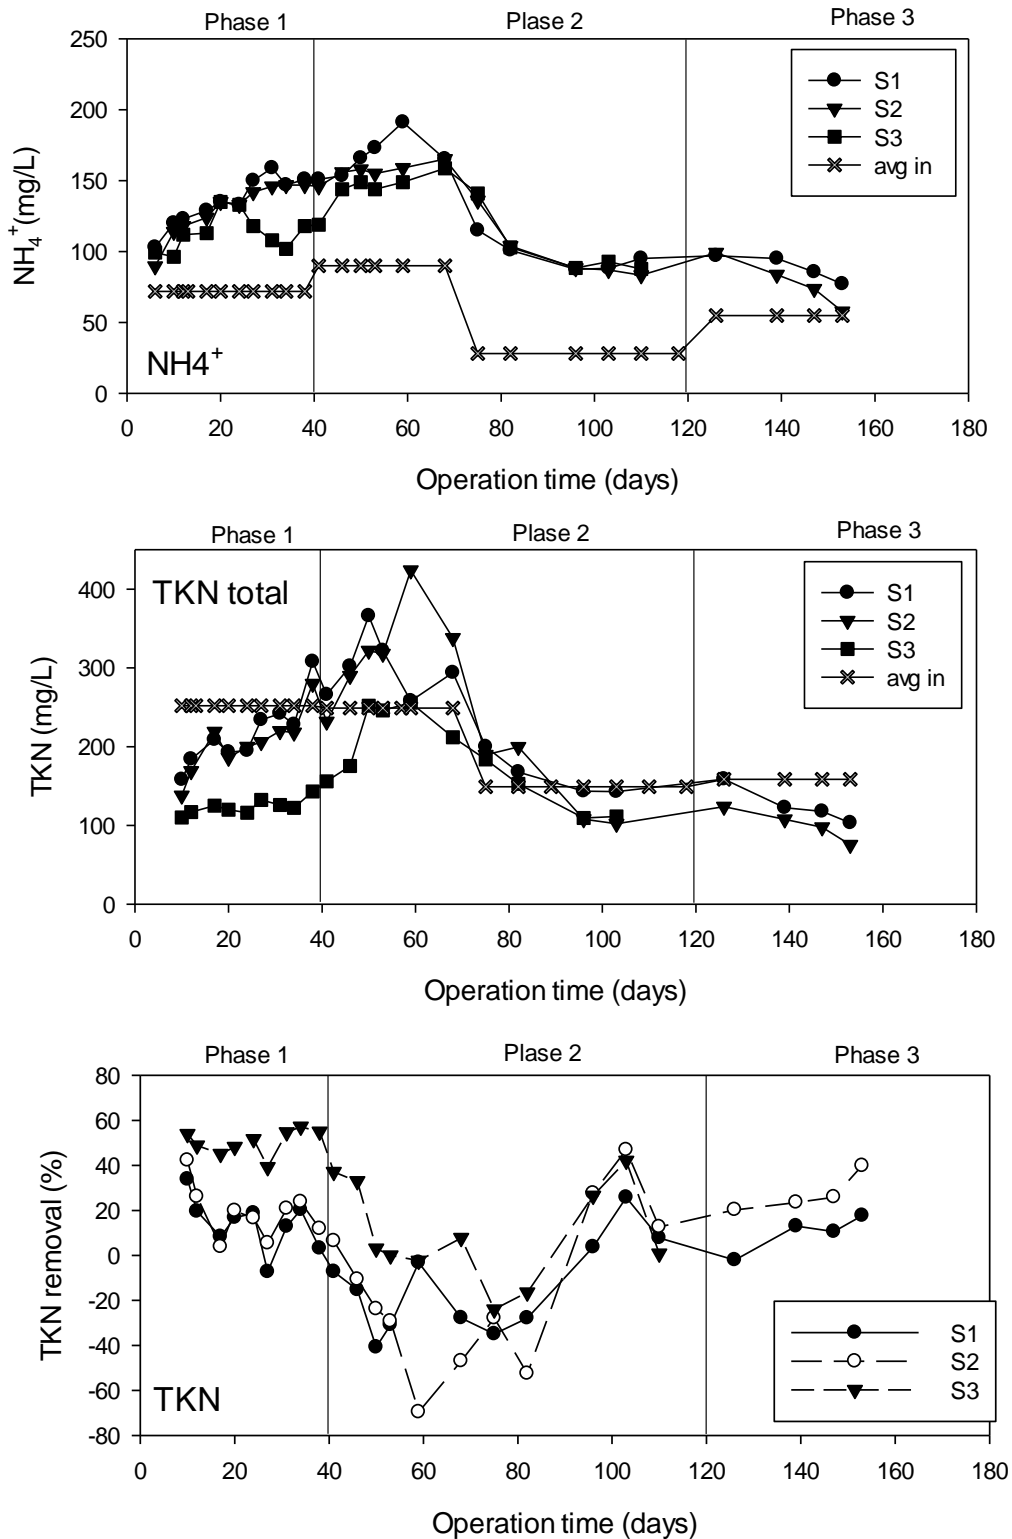 Phase 1 Plase 2 Phase 3
250
200
150
100
50
0
NH₄⁺(mg/L)
S1
S2
S3
avg in
NH4⁺
0 20 40 60 80 100 120 140 160 180
Operation time (days)
Phase 1 Plase 2 Phase 3
400
300
200
100
0
TKN (mg/L)
TKN total
S1
S2
S3
avg in
0 20 40 60 80 100 120 140 160 180
Operation time (days)
Phase 1 Plase 2 Phase 3
80
60
40
20
0
-20
-40
-60
-80
TKN removal (%)
S1
S2
S3
TKN
0 20 40 60 80 100 120 140 160 180
Operation time (days)